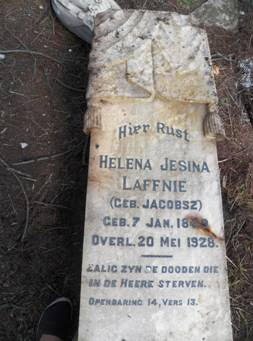 Hier Rust
HELENA JESINA
LAFFNIE
(GEB. JACOBSZ)
GEB. 7 JAN.
OVERL. 20 MEI 1928.
ZALIG ZYN DE DOODEN DIE
IN DE HEERE STERVEN.
OPENBARING 14, VERS 13.